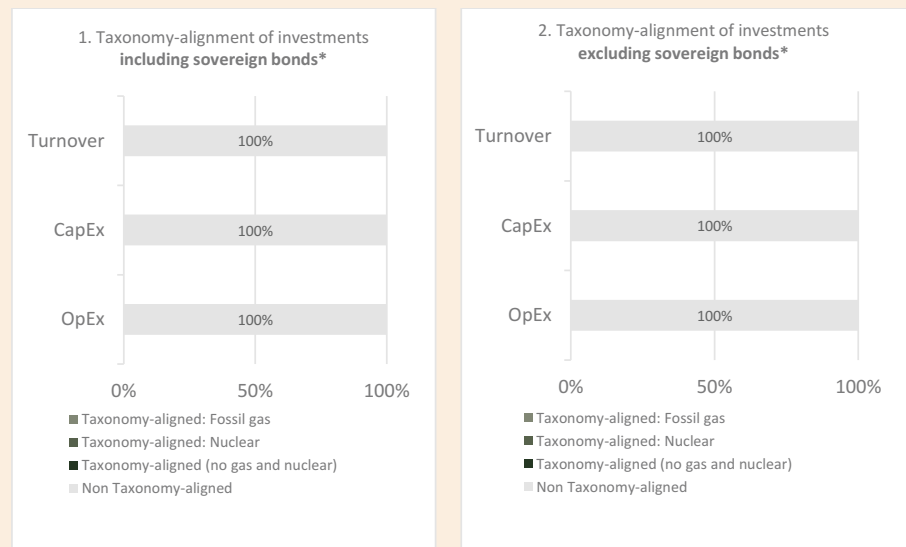 1. Taxonomy-alignment of investments
including sovereign bonds*
Turnover
100%
CapEx
100%
OpEx
100%
0%
50%
100%
Taxonomy-aligned: Fossil gas
Taxonomy-aligned: Nuclear
Taxonomy-aligned (no gas and nuclear)
Non Taxonomy-aligned
2. Taxonomy-alignment of investments
excluding sovereign bonds*
Turnover
100%
CapEx
100%
OpEx
100%
0%
50%
100%
Taxonomy-aligned: Fossil gas
Taxonomy-aligned: Nuclear
Taxonomy-aligned (no gas and nuclear)
Non Taxonomy-aligned